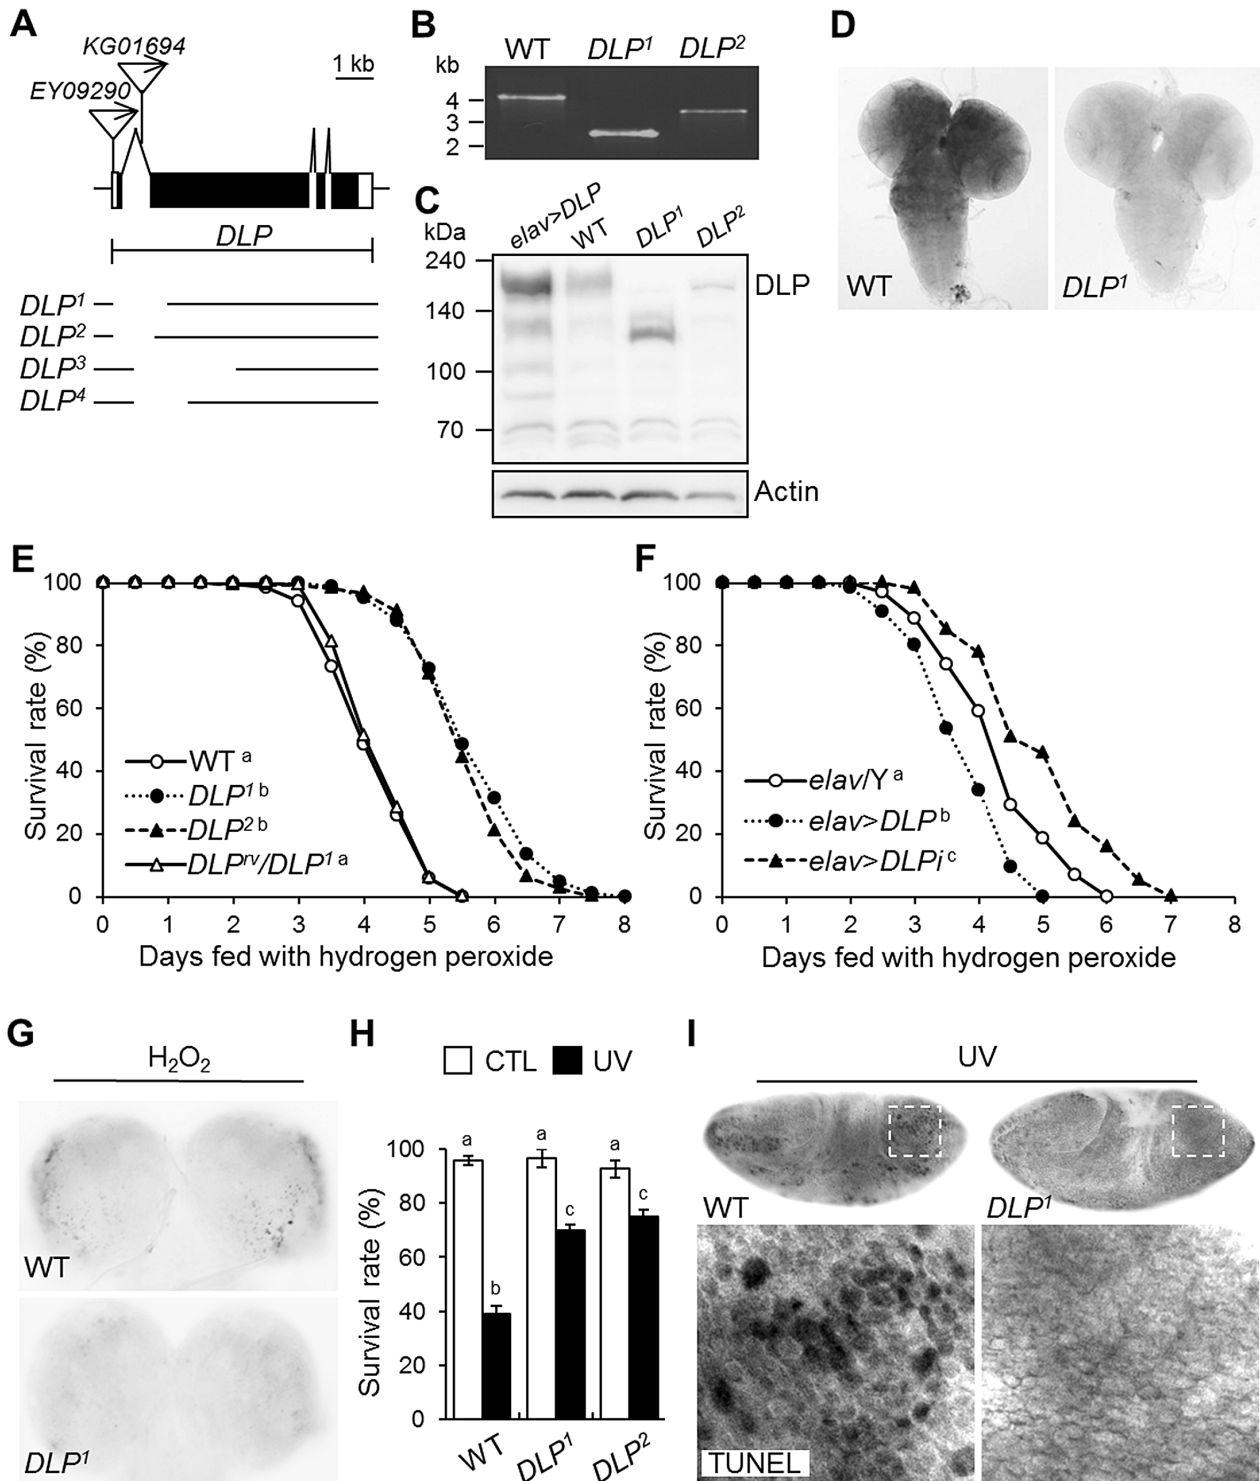 A
KG01694
1 kb
EY09290
DLP
DLP¹
DLP²
DLP³
DLP⁴
B
WT DLP¹ DLP²
kb
4
3
2
C
kDa
elav>DLP WT DLP¹ DLP²
240
140
100
70
DLP
Actin
D
WT
DLP¹
E
100
80
60
40
20
0
Survival rate (%)
WT ᵃ
DLP¹ ᵇ
DLP² ᵇ
DLPʳᵛ/DLP¹ ᵃ
0 1 2 3 4 5 6 7 8
Days fed with hydrogen peroxide
F
100
80
60
40
20
0
Survival rate (%)
elav/Y ᵃ
elav>DLP ᵇ
elav>DLPi ᶜ
0 1 2 3 4 5 6 7 8
Days fed with hydrogen peroxide
G
H₂O₂
WT
DLP¹
H
CTL UV
100
80
60
40
20
0
Survival rate (%)
a b a c a c
WT DLP¹ DLP²
I
UV
WT
DLP¹
TUNEL